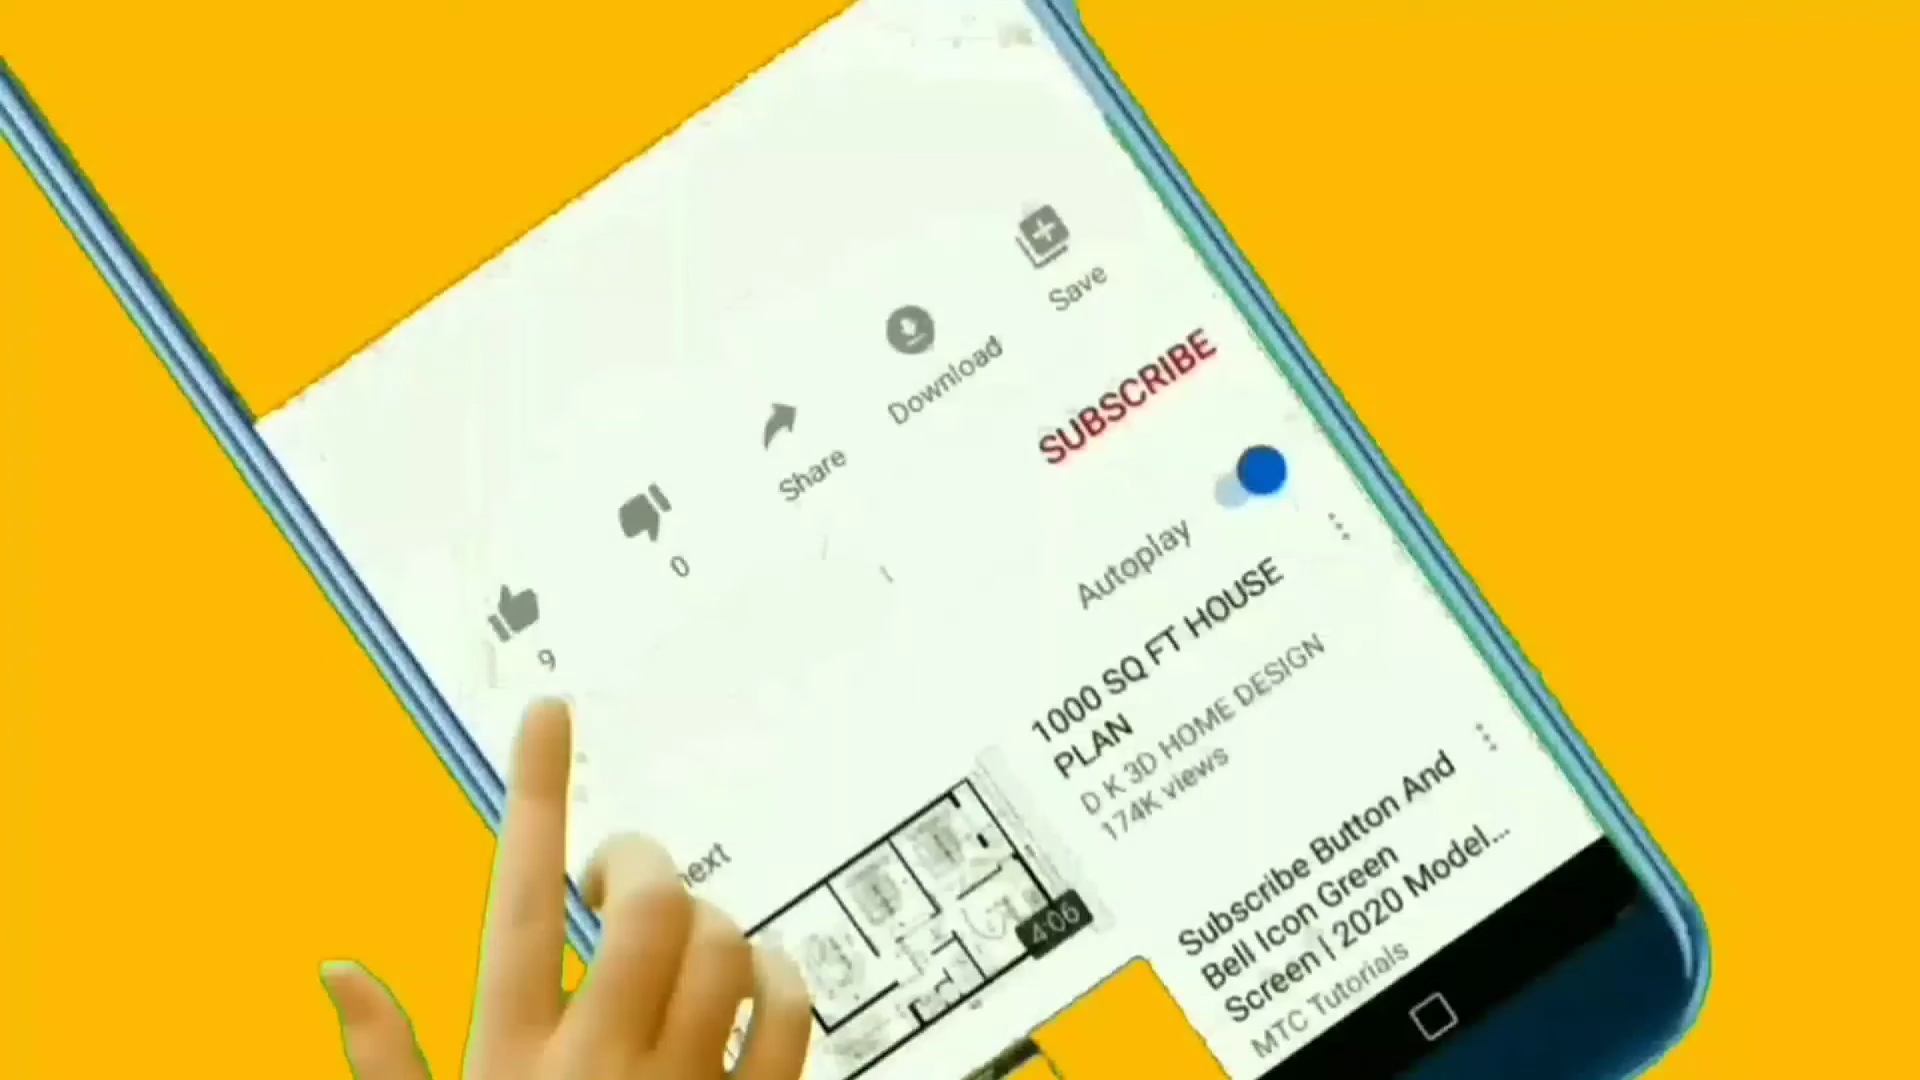 Save
Download
Share
0
9
SUBSCRIBE
Autoplay
next
1000 SQ FT HOUSE
PLAN
D K 3D HOME DESIGN
174K views
4:06
Subscribe Button And
Bell Icon Green
Screen | 2020 Model...
MTC Tutorials